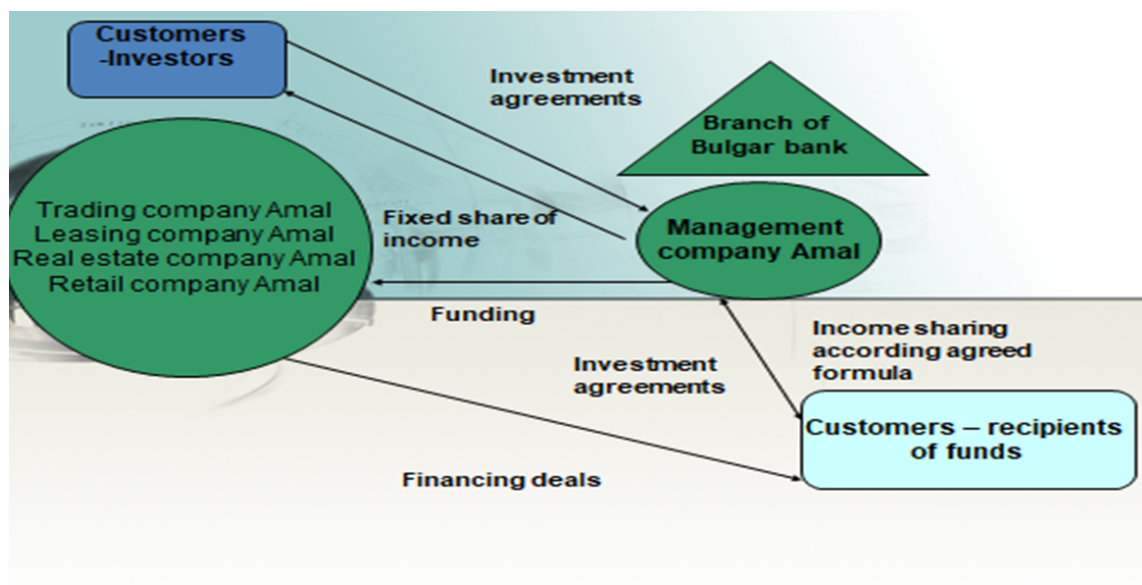 Customers
-Investors
Investment
agreements
Branch of
Bulgar bank
Trading company Amal
Leasing company Amal
Real estate company Amal
Retail company Amal
Fixed share of
income
Management
company Amal
Funding
Income sharing
according agreed
formula
Investment
agreements
Customers – recipients
of funds
Financing deals